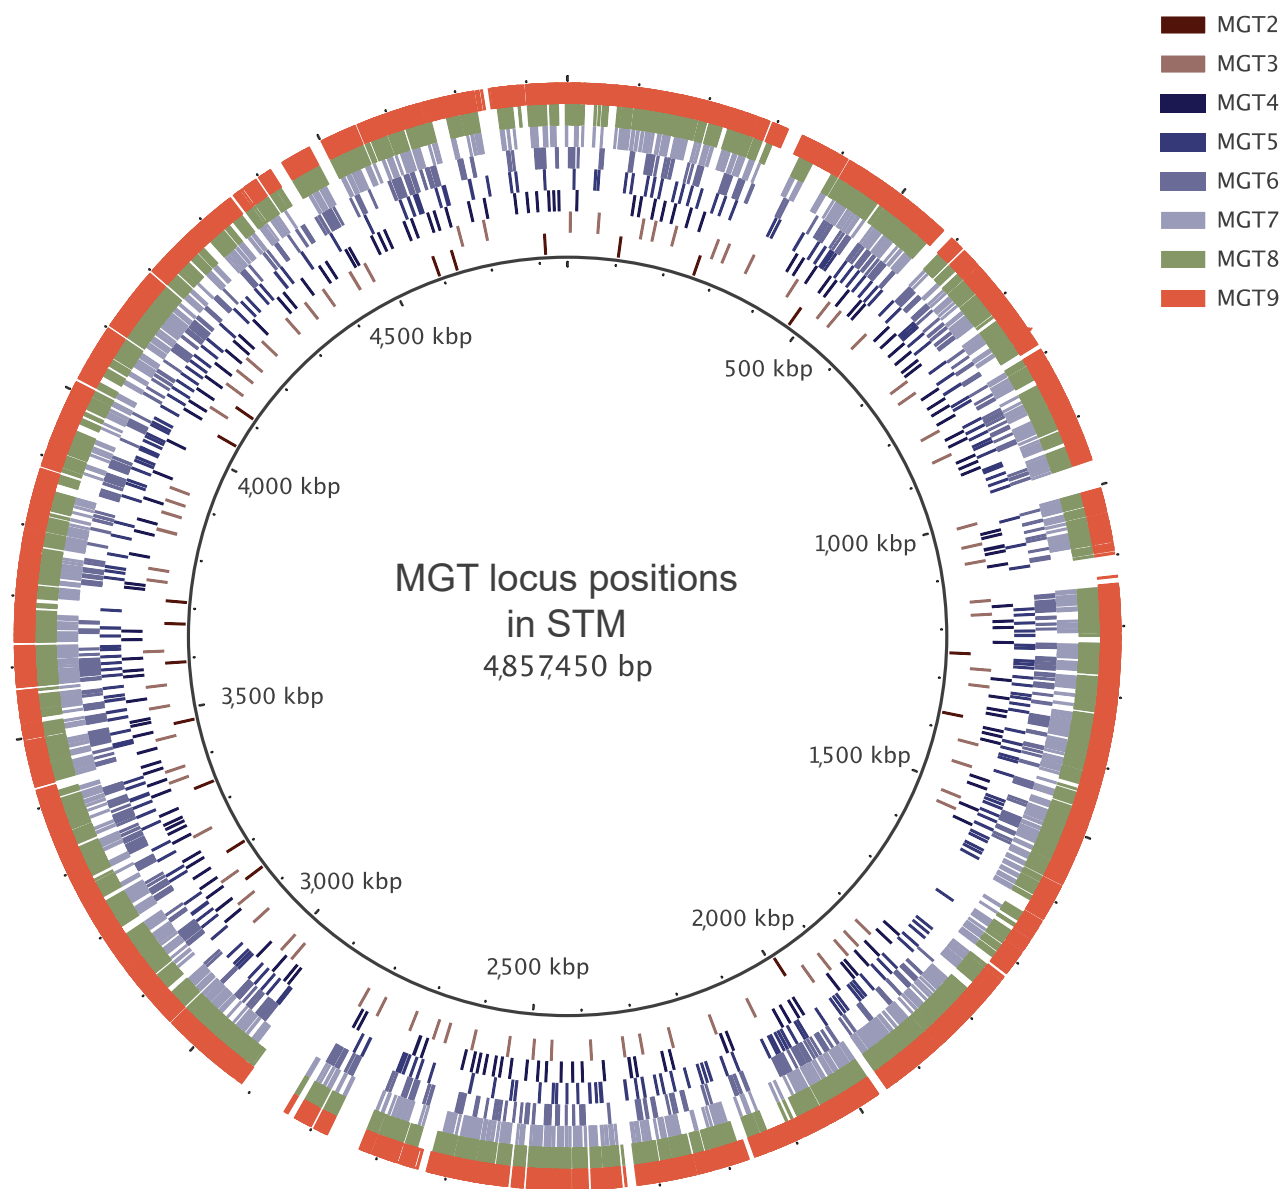 MGT2
MGT3
MGT4
MGT5
MGT6
MGT7
MGT8
MGT9
4,500 kbp
500 kbp
4,000 kbp
1,000 kbp
MGT locus positions
in STM
4,857,450 bp
3,500 kbp
1,500 kbp
3,000 kbp
2,000 kbp
2,500 kbp